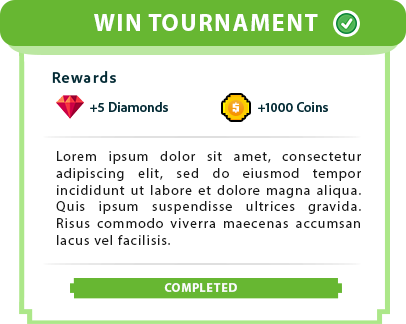 WIN TOURNAMENT
Rewards
+5 Diamonds
+1000 Coins
Lorem ipsum dolor sit amet, consectetur
adipiscing elit, sed do eiusmod tempor
incididunt ut labore et dolore magna aliqua.
Quis ipsum suspendisse ultrices gravida.
Risus commodo viverra maecenas accumsan
lacus vel facilisis.
COMPLETED